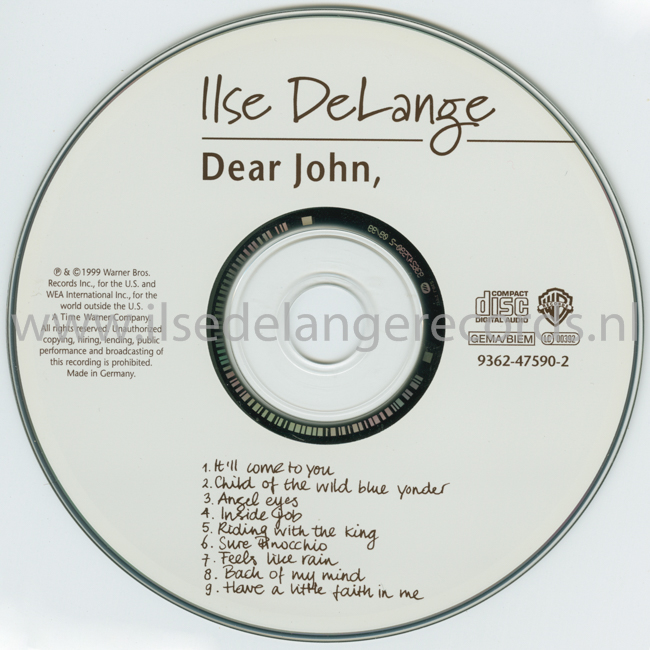 Ilse DeLange
Dear John,
℗ & © 1999 Warner Bros.
Records Inc., for the U.S. and
WEA International Inc., for the
world outside the U.S.
A Time Warner Company.
All rights reserved. Unauthorized
copying, hiring, lending, public
performance and broadcasting of
this recording is prohibited.
Made in Germany.
www.ilsedelangerecords.nl
COMPACT
disc
DIGITAL AUDIO
GEMA/BIEM
LC 00392
9362-47590-2
1. It'll come to you
2. Child of the wild blue yonder
3. Angel eyes
4. Inside job
5. Riding with the king
6. Sure Pinocchio
7. Feels like rain
8. Back of my mind
9. Have a little faith in me